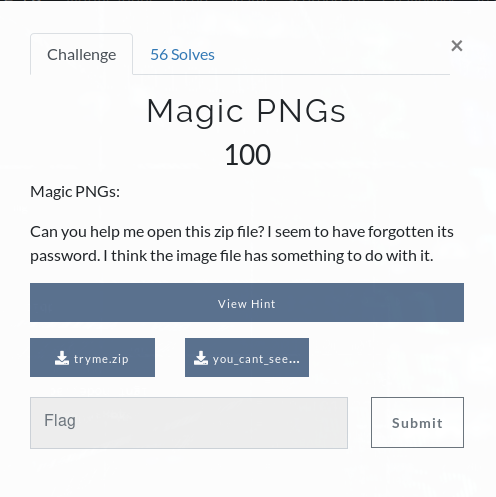 Challenge
56 Solves
×
Magic PNGs
100
Magic PNGs:
Can you help me open this zip file? I seem to have forgotten its
password. I think the image file has something to do with it.
View Hint
tryme.zip
you_cant_see...
Flag
Submit